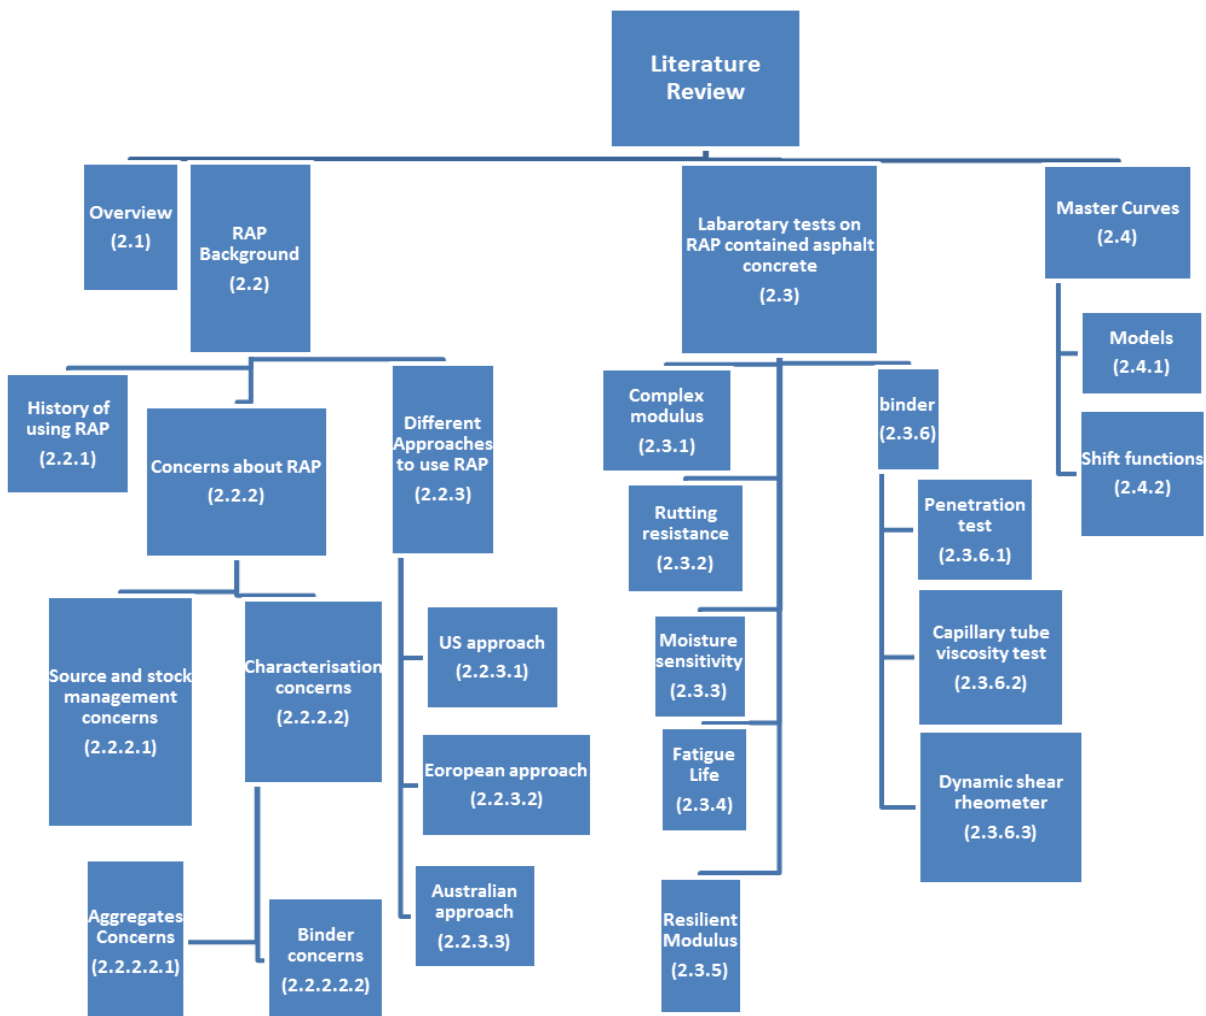 Literature
Review
Overview
(2.1)
RAP
Background
(2.2)
Labarotary tests on
RAP contained asphalt
concrete
(2.3)
Master Curves
(2.4)
History of
using RAP
(2.2.1)
Concerns about RAP
(2.2.2)
Different
Approaches
to use RAP
(2.2.3)
Source and stock
management
concerns
(2.2.2.1)
Characterisation
concerns
(2.2.2.2)
Aggregates
Concerns
(2.2.2.2.1)
Binder
concerns
(2.2.2.2.2)
US approach
(2.2.3.1)
Eoropean approach
(2.2.3.2)
Australian
approach
(2.2.3.3)
Complex
modulus
(2.3.1)
Rutting
resistance
(2.3.2)
Moisture
sensitivity
(2.3.3)
Fatigue
Life
(2.3.4)
Resilient
Modulus
(2.3.5)
binder
(2.3.6)
Penetration
test
(2.3.6.1)
Capillary tube
viscosity test
(2.3.6.2)
Dynamic shear
rheometer
(2.3.6.3)
Models
(2.4.1)
Shift functions
(2.4.2)